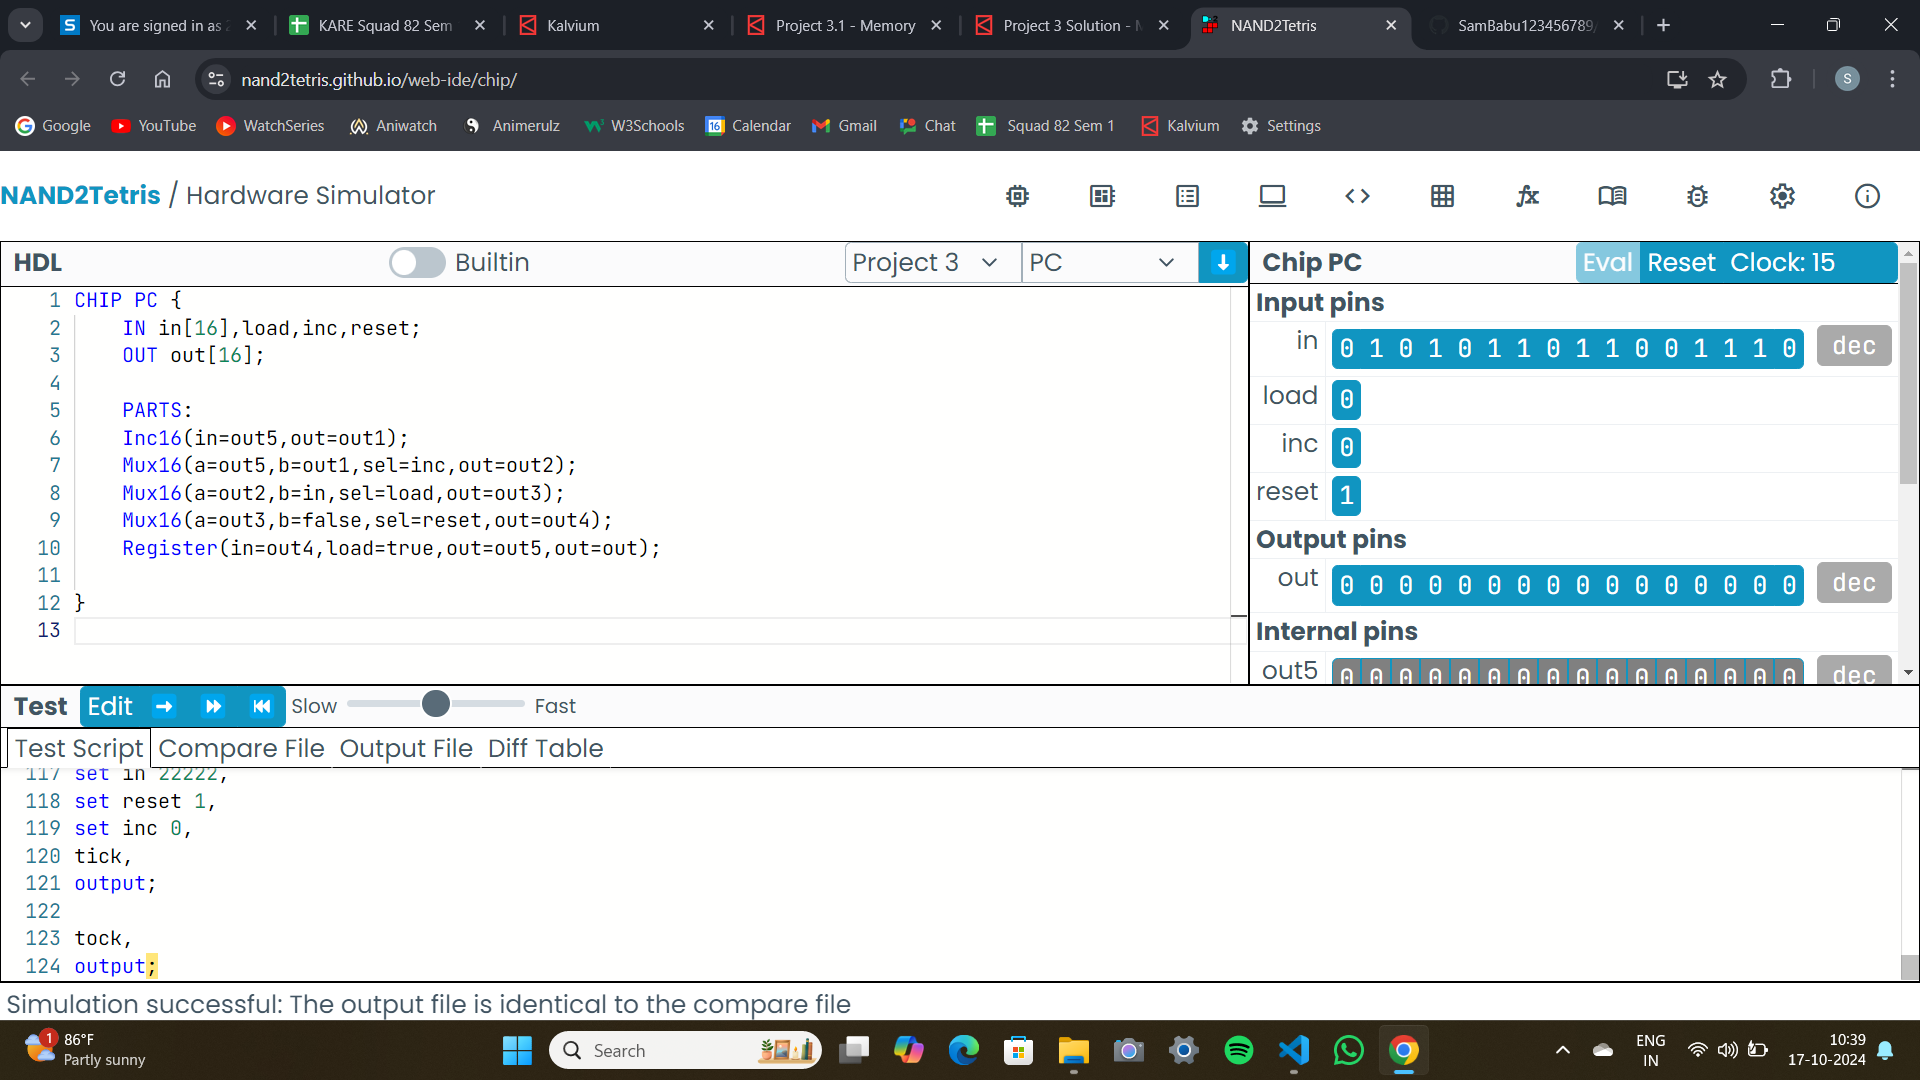 You are signed in as
KARE Squad 82 Sem
Kalvium
Project 3.1 - Memory
Project 3 Solution -
NAND2Tetris
SamBabu123456789/
nand2tetris.github.io/web-ide/chip/
S
Google
YouTube
WatchSeries
Aniwatch
Animerulz
W3Schools
Calendar
Gmail
Chat
Squad 82 Sem 1
Kalvium
Settings
NAND2Tetris / Hardware Simulator
HDL
Builtin
Project 3
PC
1 CHIP PC {
2 IN in[16],load,inc,reset;
3 OUT out[16];
4
5 PARTS:
6 Inc16(in=out5,out=out1);
7 Mux16(a=out5,b=out1,sel=inc,out=out2);
8 Mux16(a=out2,b=in,sel=load,out=out3);
9 Mux16(a=out3,b=false,sel=reset,out=out4);
10 Register(in=out4,load=true,out=out5,out=out);
11
12 }
13
Chip PC
Eval Reset Clock: 15
Input pins
in 0 1 0 1 0 1 1 0 1 1 0 0 1 1 1 0 dec
load 0
inc 0
reset 1
Output pins
out 0 0 0 0 0 0 0 0 0 0 0 0 0 0 0 0 dec
Internal pins
out5 0 0 0 0 0 0 0 0 0 0 0 0 0 0 0 0 dec
Test Edit Slow Fast
Test Script Compare File Output File Diff Table
117 set in 22222,
118 set reset 1,
119 set inc 0,
120 tick,
121 output;
122
123 tock,
124 output;
Simulation successful: The output file is identical to the compare file
1
86°F
Partly sunny
Search
ENG
IN
10:39
17-10-2024